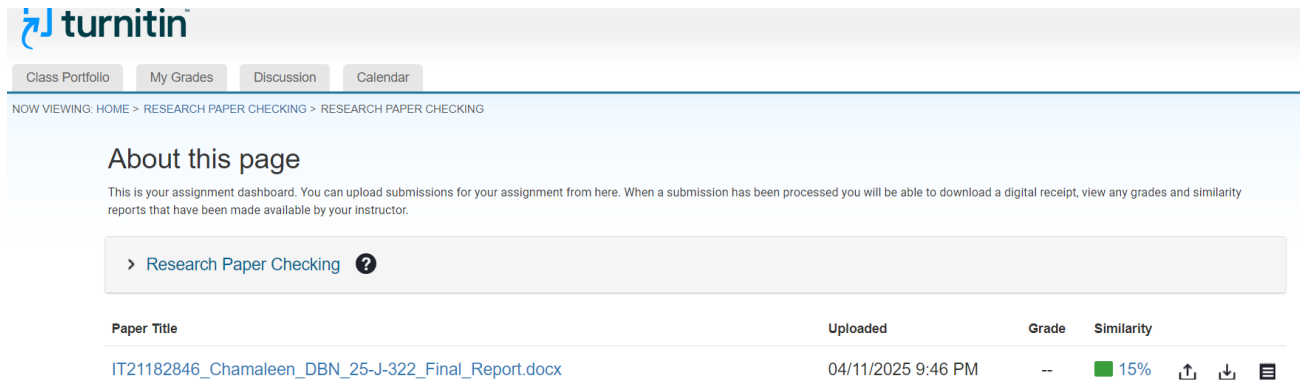 turnitin
Class Portfolio My Grades Discussion Calendar
NOW VIEWING: HOME > RESEARCH PAPER CHECKING > RESEARCH PAPER CHECKING
About this page
This is your assignment dashboard. You can upload submissions for your assignment from here. When a submission has been processed you will be able to download a digital receipt, view any grades and similarity
reports that have been made available by your instructor.
> Research Paper Checking ?
Paper Title Uploaded Grade Similarity
IT21182846_Chamaleen_DBN_25-J-322_Final_Report.docx 04/11/2025 9:46 PM -- 15%